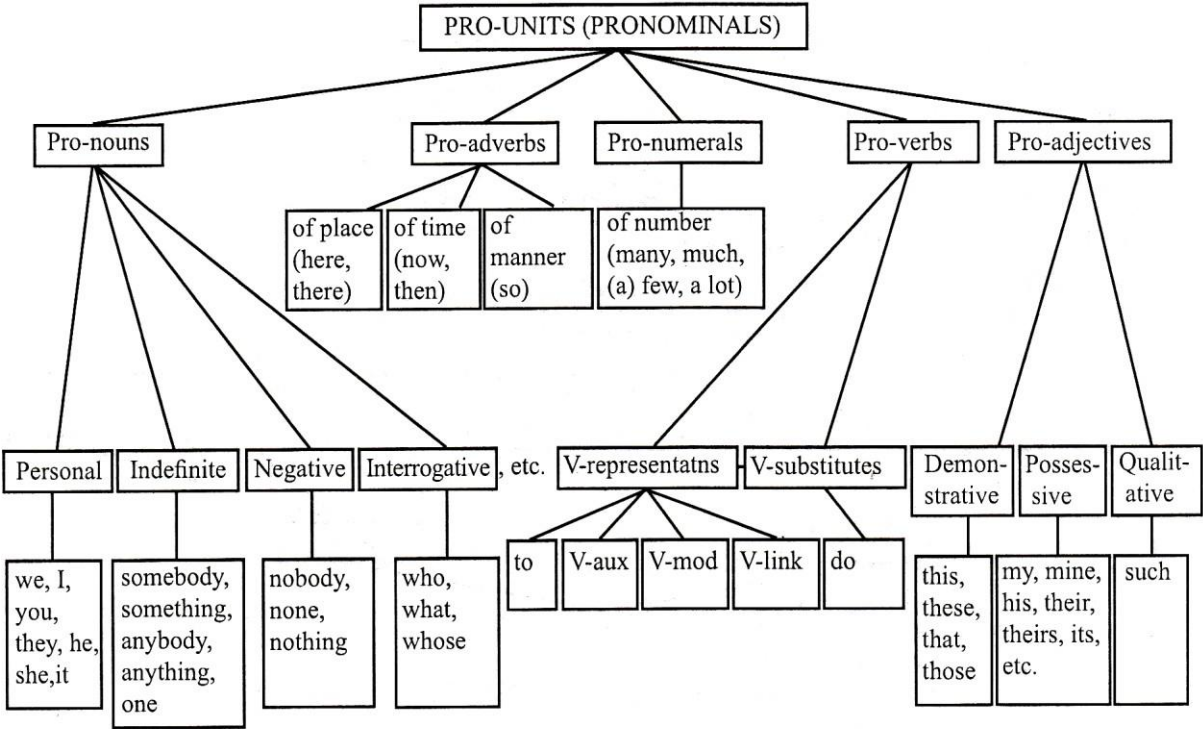 PRO-UNITS (PRONOMINALS)
Pro-nouns
Pro-adverbs
Pro-numerals
Pro-verbs
Pro-adjectives
of place
(here,
there)
of time
(now,
then)
of
manner
(so)
of number
(many, much,
(a) few, a lot)
Personal
Indefinite
Negative
Interrogative
, etc.
V-representatns
V-substitutes
Demon-
strative
Posses-
sive
Qualit-
ative
we, I,
you,
they, he,
she,it
somebody,
something,
anybody,
anything,
one
nobody,
none,
nothing
who,
what,
whose
to
V-aux
V-mod
V-link
do
this,
these,
that,
those
my, mine,
his, their,
theirs, its,
etc.
such